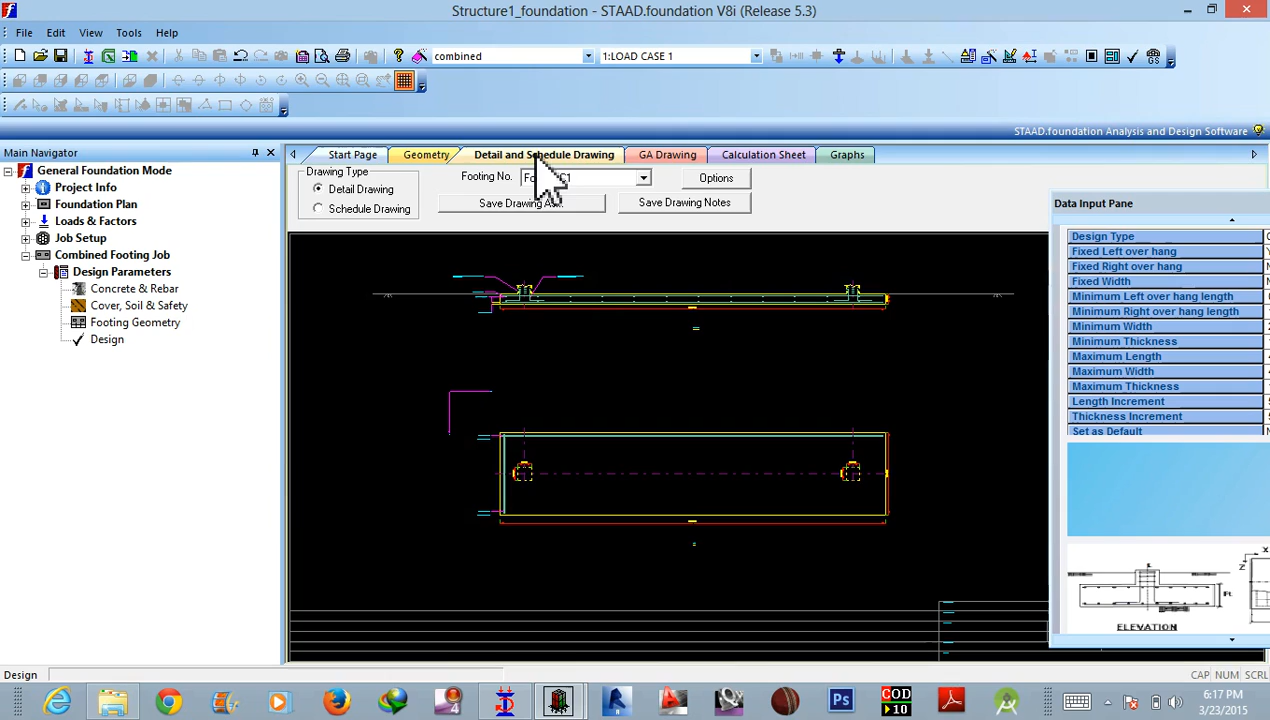 Structure1_foundation - STAAD.foundation V8i (Release 5.3)
File Edit View Tools Help
combined 1:LOAD CASE 1
STAAD.foundation Analysis and Design Software
Main Navigator
General Foundation Mode
Project Info
Foundation Plan
Loads & Factors
Job Setup
Combined Footing Job
Design Parameters
Concrete & Rebar
Cover, Soil & Safety
Footing Geometry
Design
Start Page Geometry Detail and Schedule Drawing GA Drawing Calculation Sheet Graphs
Drawing Type
Detail Drawing
Schedule Drawing
Footing No. Options
Save Drawing Save Drawing Notes
Data Input Pane
Design Type
Fixed Left over hang
Fixed Right over hang
Fixed Width
Minimum Left over hang length
Minimum Right over hang length
Minimum Width
Minimum Thickness
Maximum Length
Maximum Width
Maximum Thickness
Length Increment
Thickness Increment
Set as Default
ELEVATION
Design
CAP NUM SCRL
COD
10
Ps
6:17 PM
3/23/2015